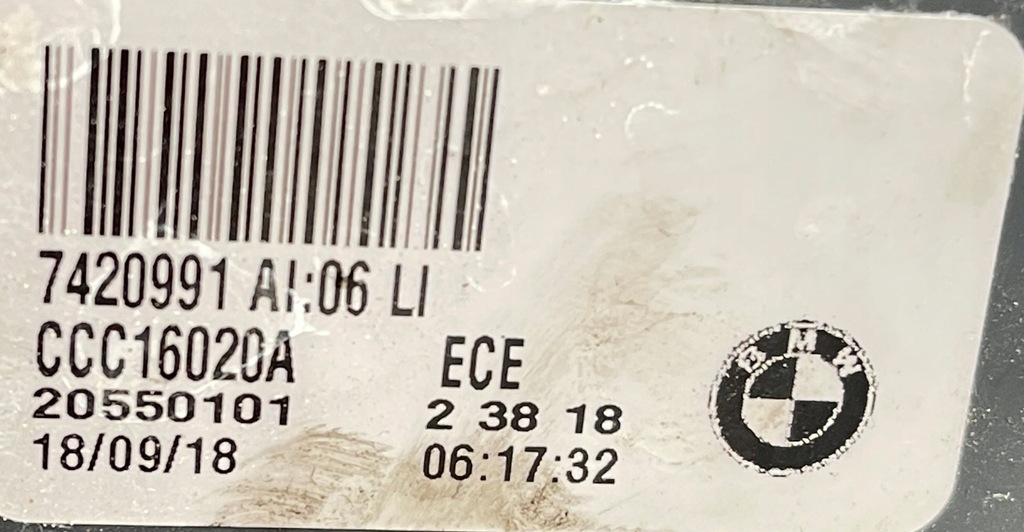 7420991 AI:06 LI
CCC16020A ECE
20550101 2 38 18
18/09/18 06:17:32
BMW